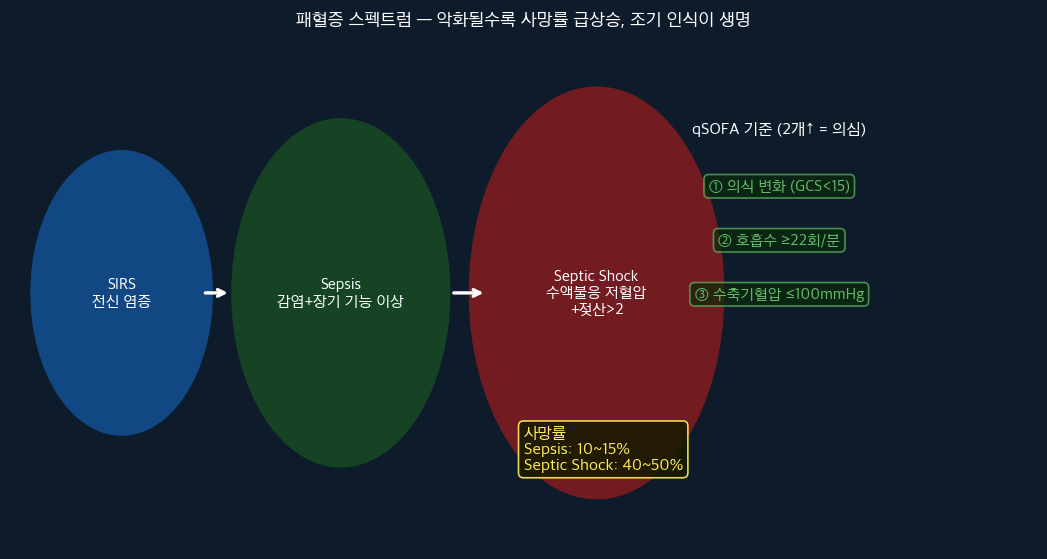 패혈증 스펙트럼 — 악화될수록 사망률 급상승, 조기 인식이 생명
SIRS
전신 염증
Sepsis
감염+장기 기능 이상
Septic Shock
수액불응 저혈압
+젖산>2
qSOFA 기준 (2개↑ = 의심)
① 의식 변화 (GCS<15)
② 호흡수 ≥22회/분
③ 수축기혈압 ≤100mmHg
사망률
Sepsis: 10~15%
Septic Shock: 40~50%